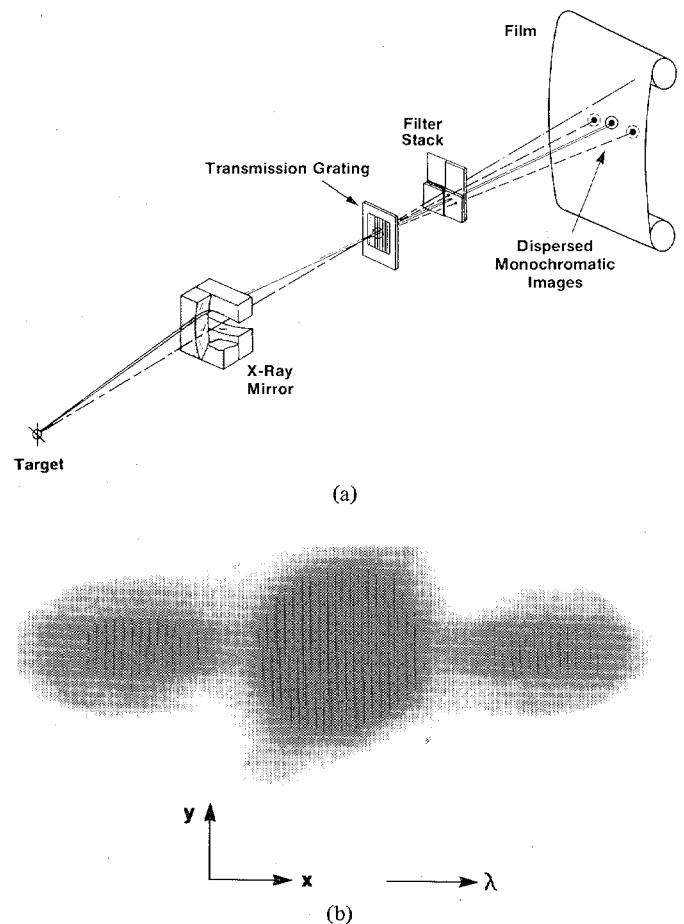 Film
Filter
Stack
Transmission Grating
Dispersed
Monochromatic
Images
X-Ray
Mirror
Target
(a)
y
x
λ
(b)